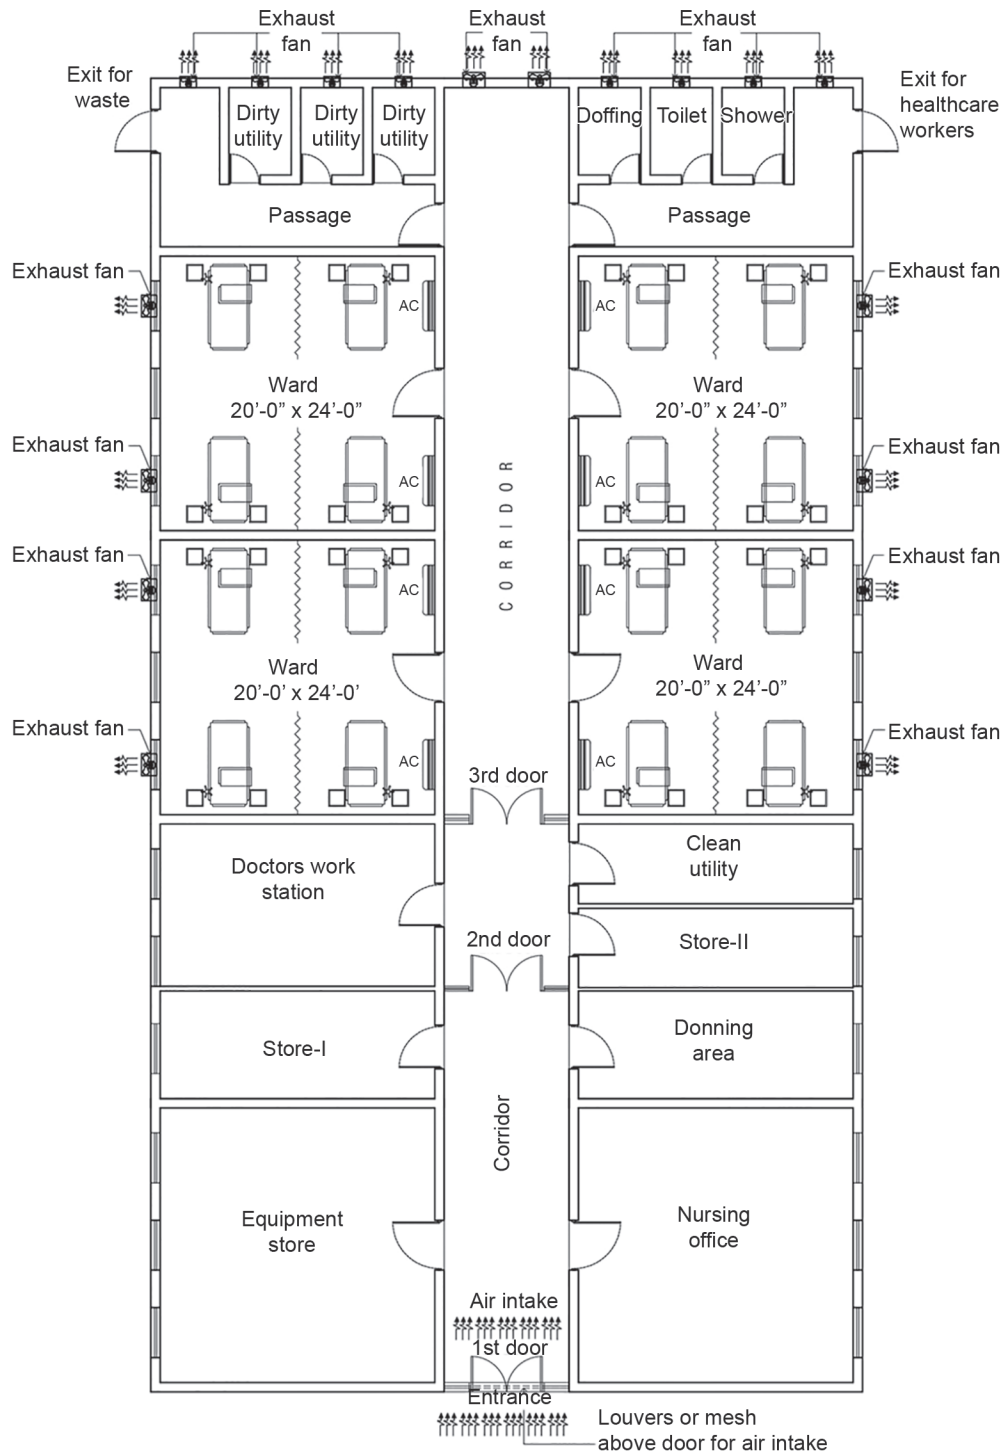 Exhaust
fan
Exhaust
fan
Exhaust
fan
Exit for
waste
Exit for
healthcare
workers
Dirty
utility
Dirty
utility
Dirty
utility
Doffing
Toilet
Shower
Passage
Passage
Exhaust fan
AC
AC
Exhaust fan
Ward
20’-0” x 24’-0”
Ward
20’-0” x 24’-0”
Exhaust fan
AC
AC
Exhaust fan
CORRIDOR
Exhaust fan
AC
AC
Exhaust fan
Ward
20’-0’ x 24’-0’
Ward
20’-0” x 24’-0”
Exhaust fan
AC
AC
Exhaust fan
3rd door
Doctors work
station
Clean
utility
2nd door
Store-II
Store-I
Donning
area
Corridor
Equipment
store
Nursing
office
Air intake
1st door
Entrance
Louvers or mesh
above door for air intake